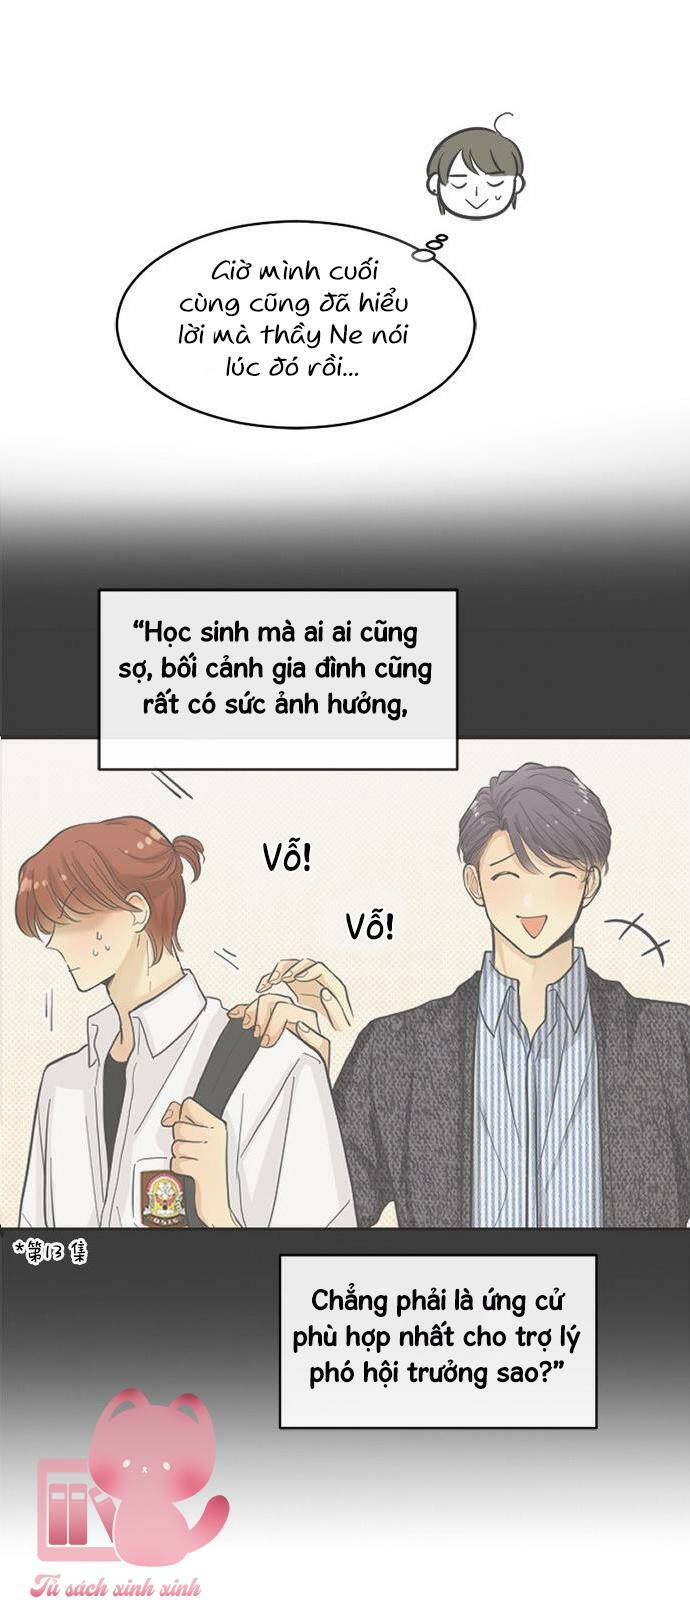 Giờ mình cuối
cùng cũng đã hiểu
lời mà thầy Ne nói
lúc đó rồi...
"Học sinh mà ai ai cũng
sợ, bối cảnh gia đình cũng
rất có sức ảnh hưởng,
Vỗ!
Vỗ!
*第13集
Chẳng phải là ứng cử
phù hợp nhất cho trợ lý
phó hội trưởng sao?"
Tủ sách xinh xinh